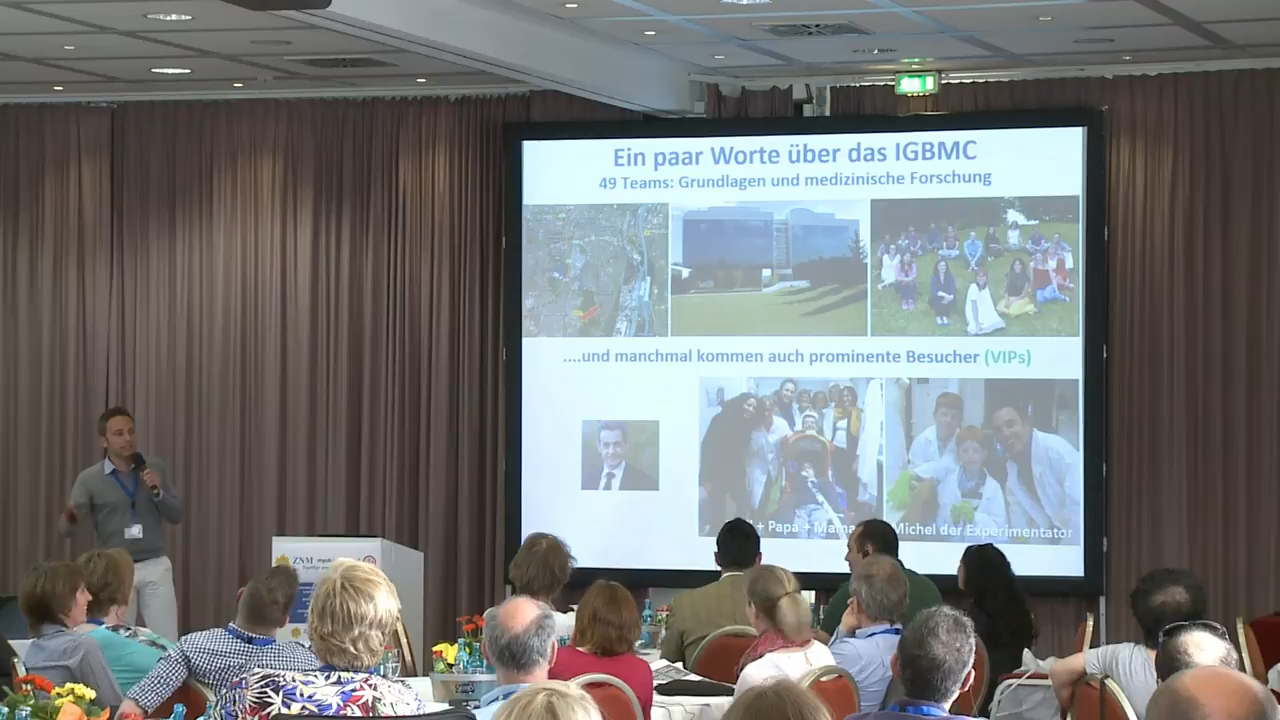 Ein paar Worte über das IGBMC
49 Teams: Grundlagen und medizinische Forschung
....und manchmal kommen auch prominente Besucher (VIPs)
+ Papa + Mama
Michel der Experimentator
ZNM